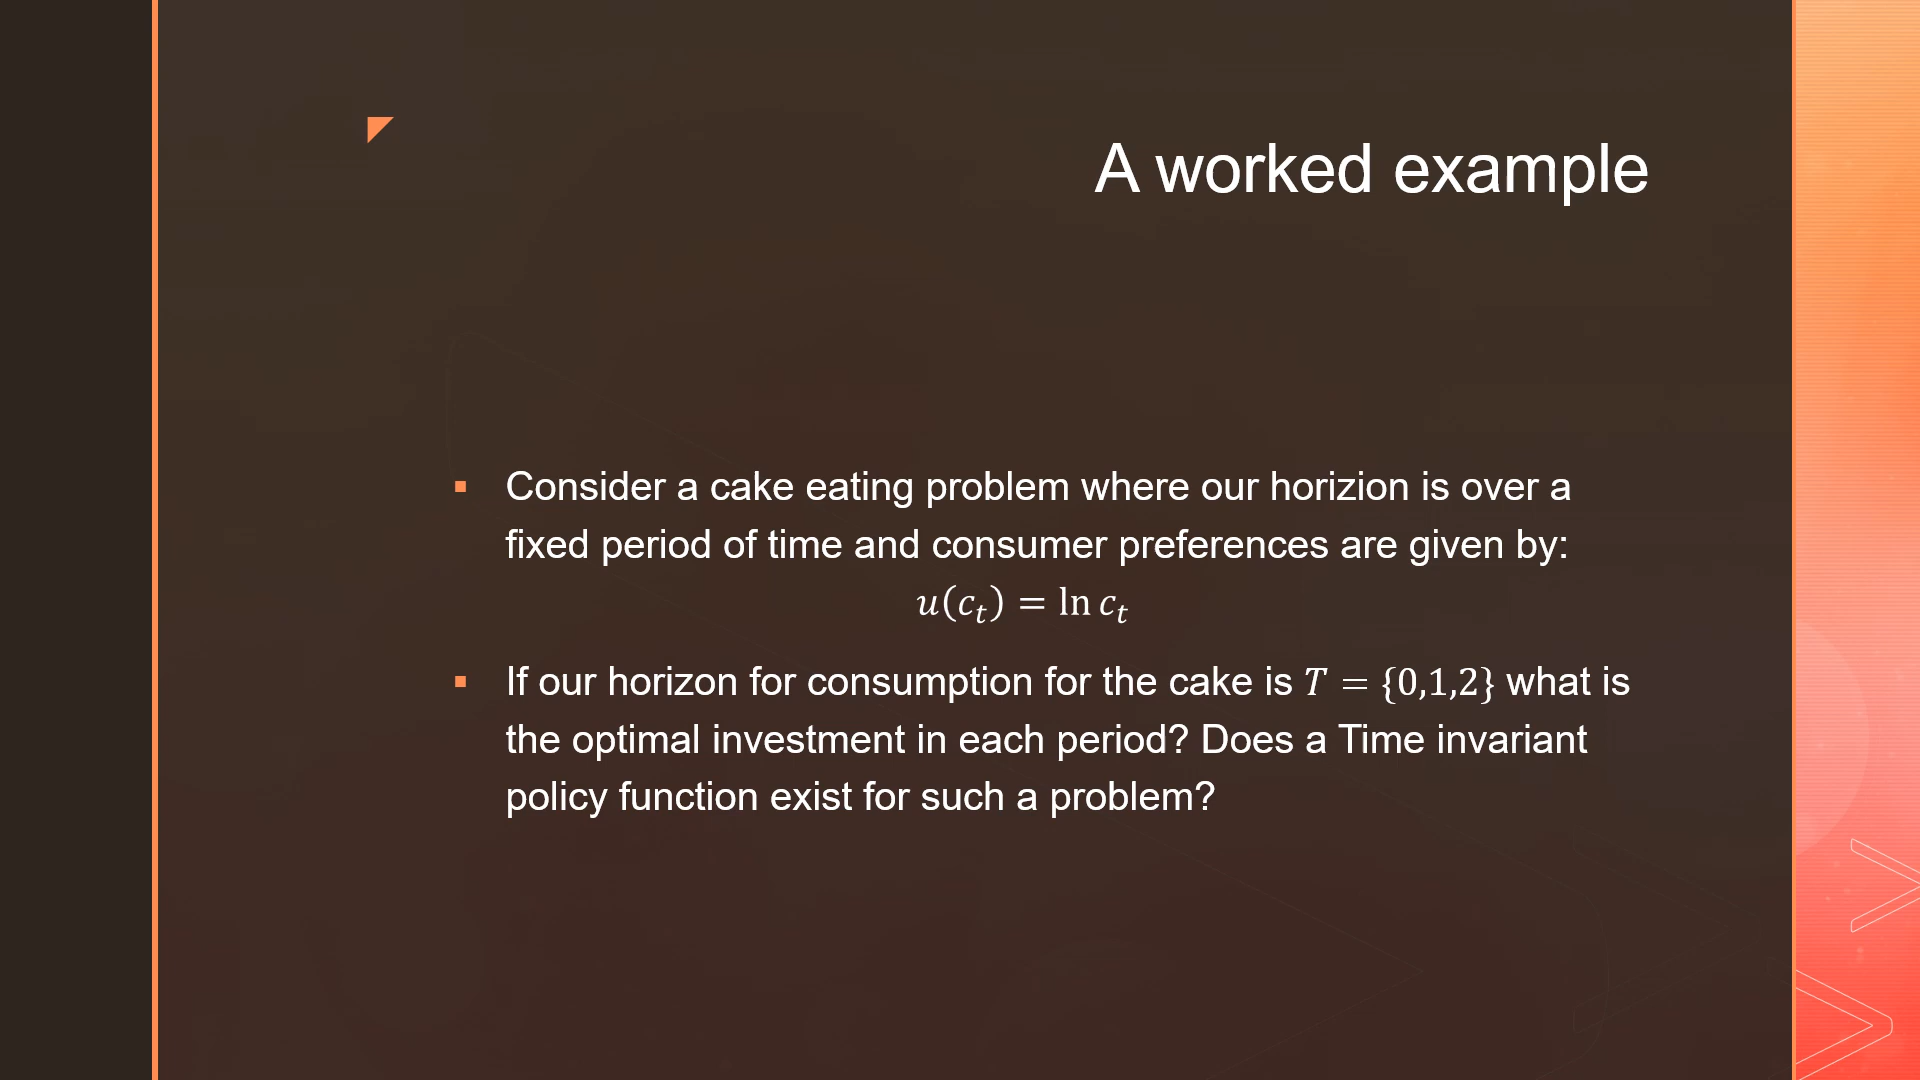 A worked example
▪ Consider a cake eating problem where our horizion is over a
fixed period of time and consumer preferences are given by:
u(c_t) = ln c_t
▪ If our horizon for consumption for the cake is T = {0,1,2} what is
the optimal investment in each period? Does a Time invariant
policy function exist for such a problem?